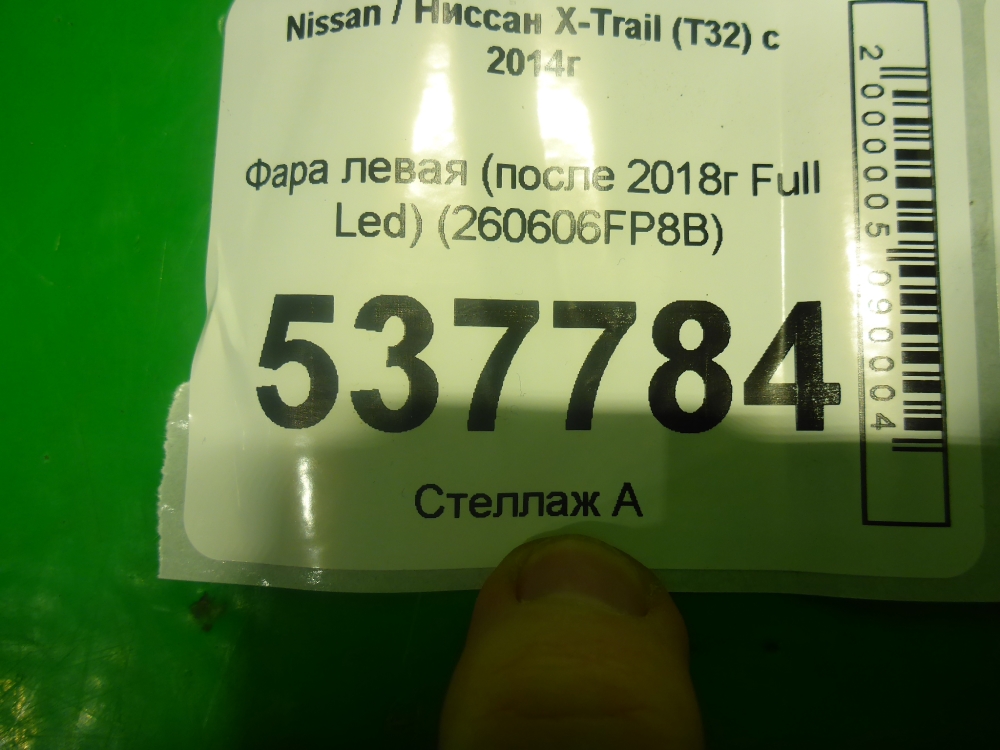 Nissan / Ниссан X-Trail (T32) с
2014г
Фара левая (после 2018г Full
Led) (260606FP8B)
537784
Стеллаж А
2000005090004